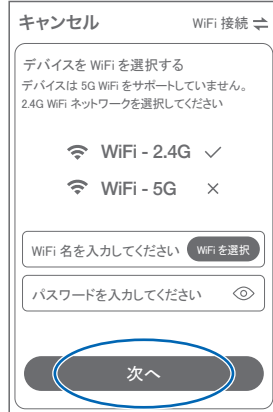 キャンセル WiFi 接続 ⇌
デバイスを WiFi を選択する
デバイスは 5G WiFi をサポートしていません。
2.4G WiFi ネットワークを選択してください
WiFi - 2.4G ✓
WiFi - 5G ×
WiFi 名を入力してください WiFi を選択
パスワードを入力してください
次へ